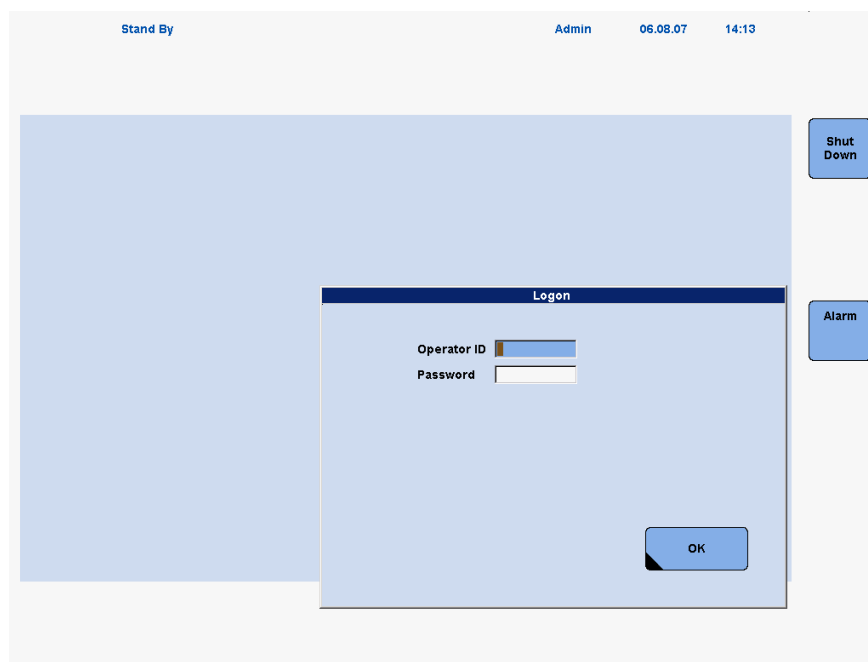 Stand By Admin 06.08.07 14:13
Shut
Down
Logon
Alarm
Operator ID
Password
OK